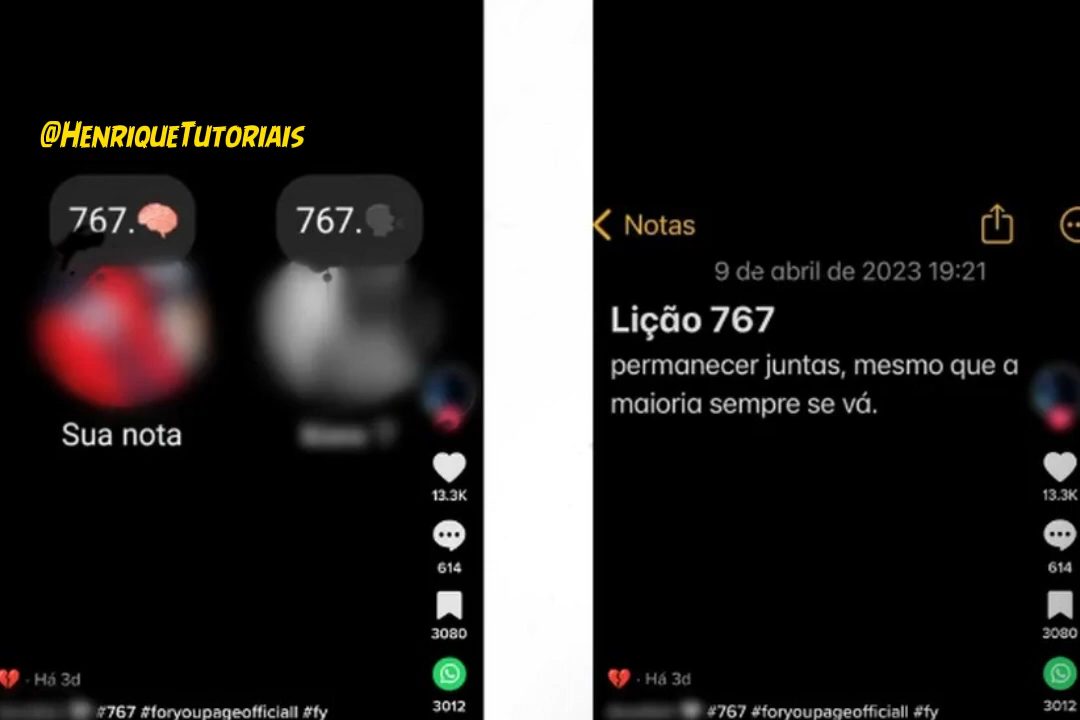 @HENRIQUETUTORIAIS
767.🧠
767.🗣
Sua nota
13.3K
614
3080
3012
💔 · Há 3d
#767 #foryoupageofficiall #fy
Notas
9 de abril de 2023 19:21
Lição 767
permanecer juntas, mesmo que a
maioria sempre se vá.
13.3K
614
3080
3012
💔 · Há 3d
#767 #foryoupageofficiall #fy